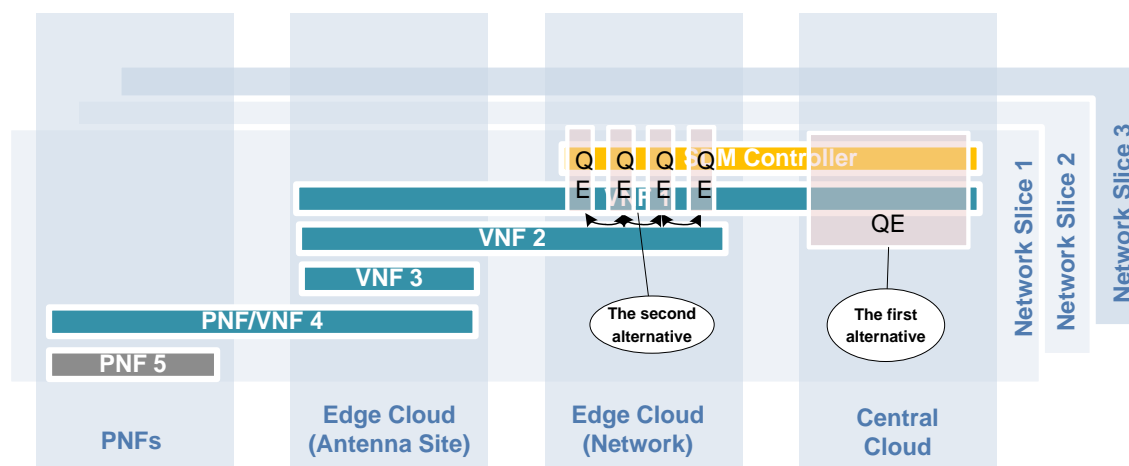 Q Q Q Q
SDM Controller
E E E E
VNF 1
QE
VNF 2
VNF 3
The second
alternative
The first
alternative
PNF/VNF 4
PNF 5
Network Slice 1
Network Slice 2
Network Slice 3
PNFs
Edge Cloud
(Antenna Site)
Edge Cloud
(Network)
Central
Cloud